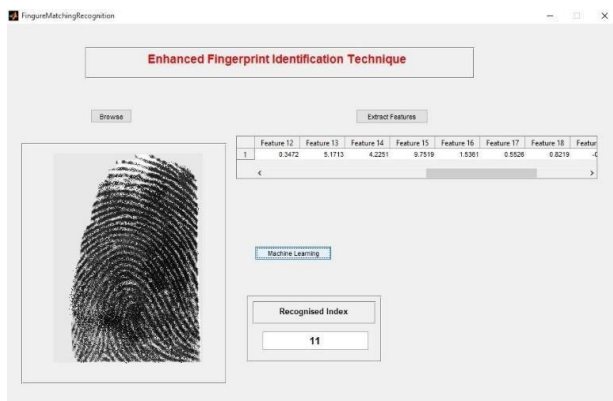 FingureMatchingRecognition
Enhanced Fingerprint Identification Technique
Browse
Extract Features
Feature 12 Feature 13 Feature 14 Feature 15 Feature 16 Feature 17 Feature 18 Featur
1 0.3472 5.1713 4.2251 9.7519 1.5361 0.5526 0.8219 -0
Machine Learning
Recognised Index
11